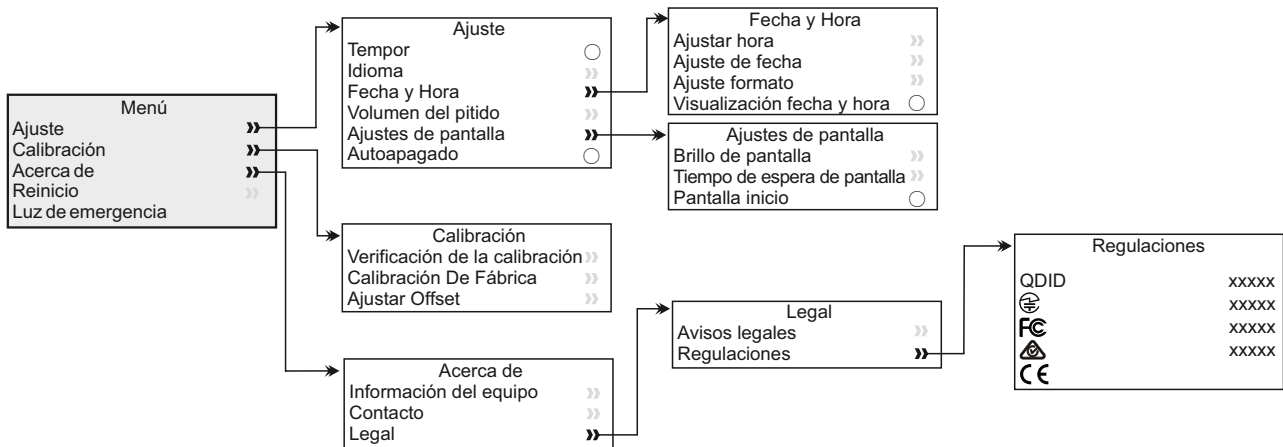 Menú
Ajuste
Calibración
Acerca de
Reinicio
Luz de emergencia
Ajuste
Tempor
Idioma
Fecha y Hora
Volumen del pitido
Ajustes de pantalla
Autoapagado
Fecha y Hora
Ajustar hora
Ajuste de fecha
Ajuste formato
Visualización fecha y hora
Ajustes de pantalla
Brillo de pantalla
Tiempo de espera de pantalla
Pantalla inicio
Calibración
Verificación de la calibración
Calibración De Fábrica
Ajustar Offset
Acerca de
Información del equipo
Contacto
Legal
Legal
Avisos legales
Regulaciones
Regulaciones
QDID xxxxx
xxxxx
FC xxxxx
xxxxx
CE